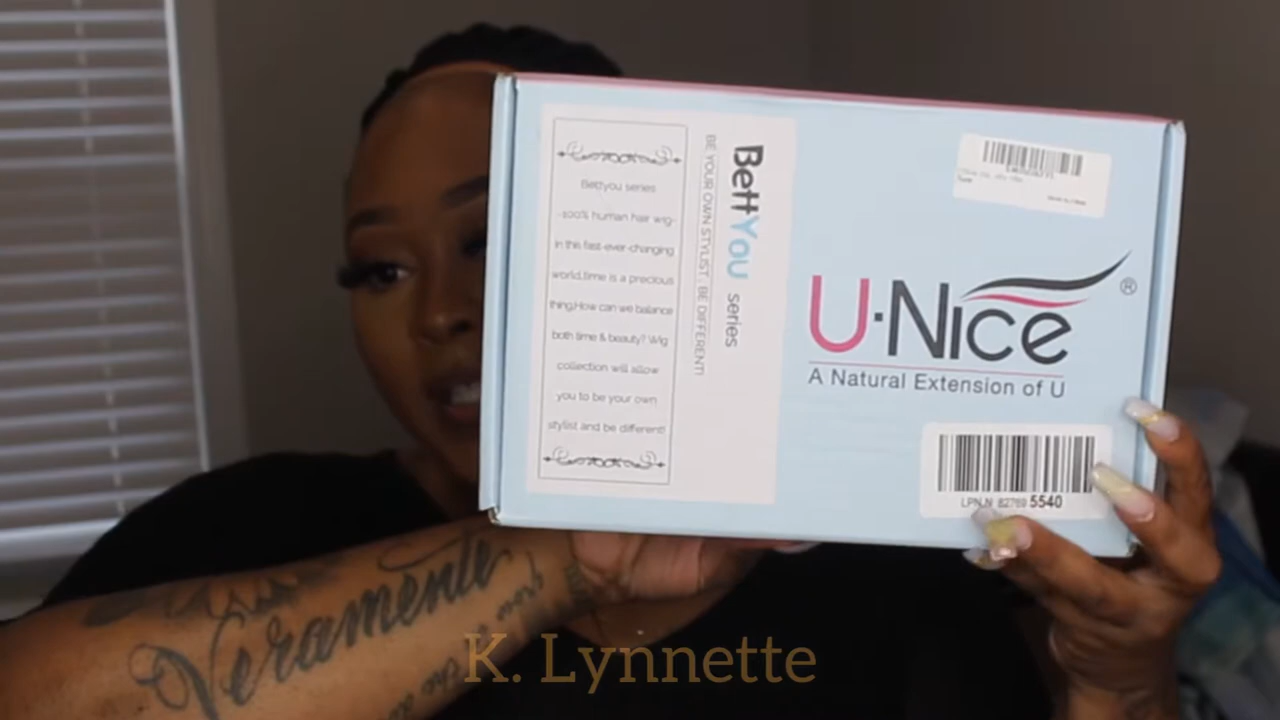 Bettyou series
-100% human hair wig-
in this fast-ever-changing
world,time is a precious
thing.How can we balance
both time & beauty? Wig
collection will allow
you to be your own
stylist and be different!
BettYou series
BE YOUR OWN STYLIST, BE DIFFERENT!
U·Nice®
A Natural Extension of U
LPN.N 82769 5540
Veramente
K. Lynnette